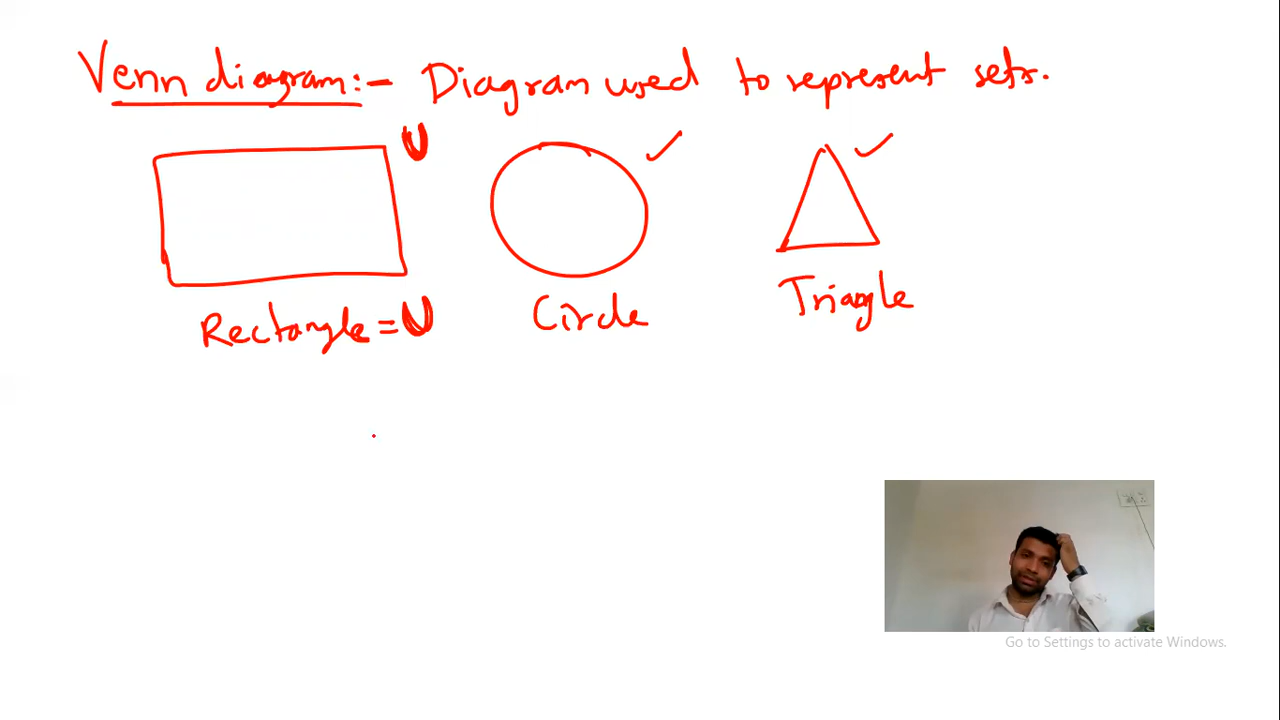 Venn diagram:- Diagram used to represent sets.
U
Rectangle = U
Circle
Triangle
Go to Settings to activate Windows.